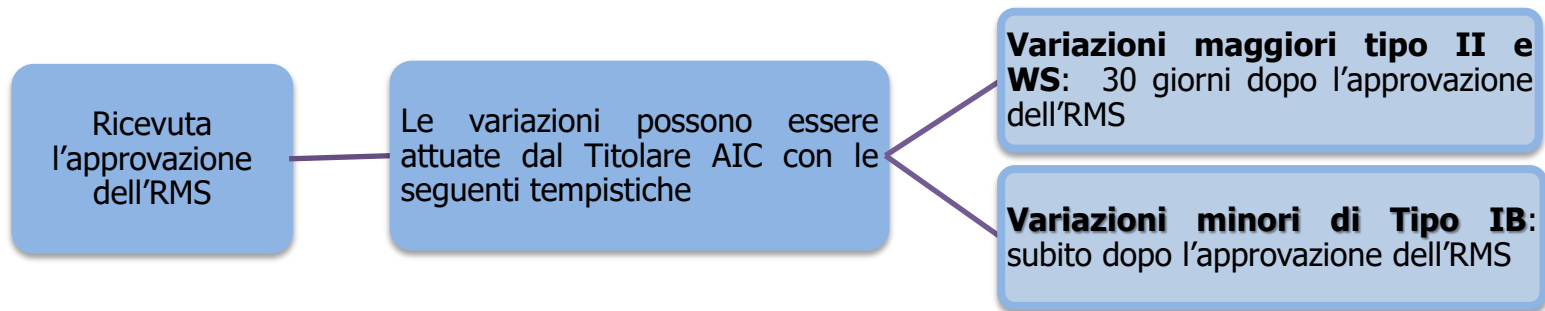 Ricevuta
l’approvazione
dell’RMS
Le variazioni possono essere
attuate dal Titolare AIC con le
seguenti tempistiche
Variazioni maggiori tipo II e
WS: 30 giorni dopo l’approvazione
dell’RMS
Variazioni minori di Tipo IB:
subito dopo l’approvazione dell’RMS